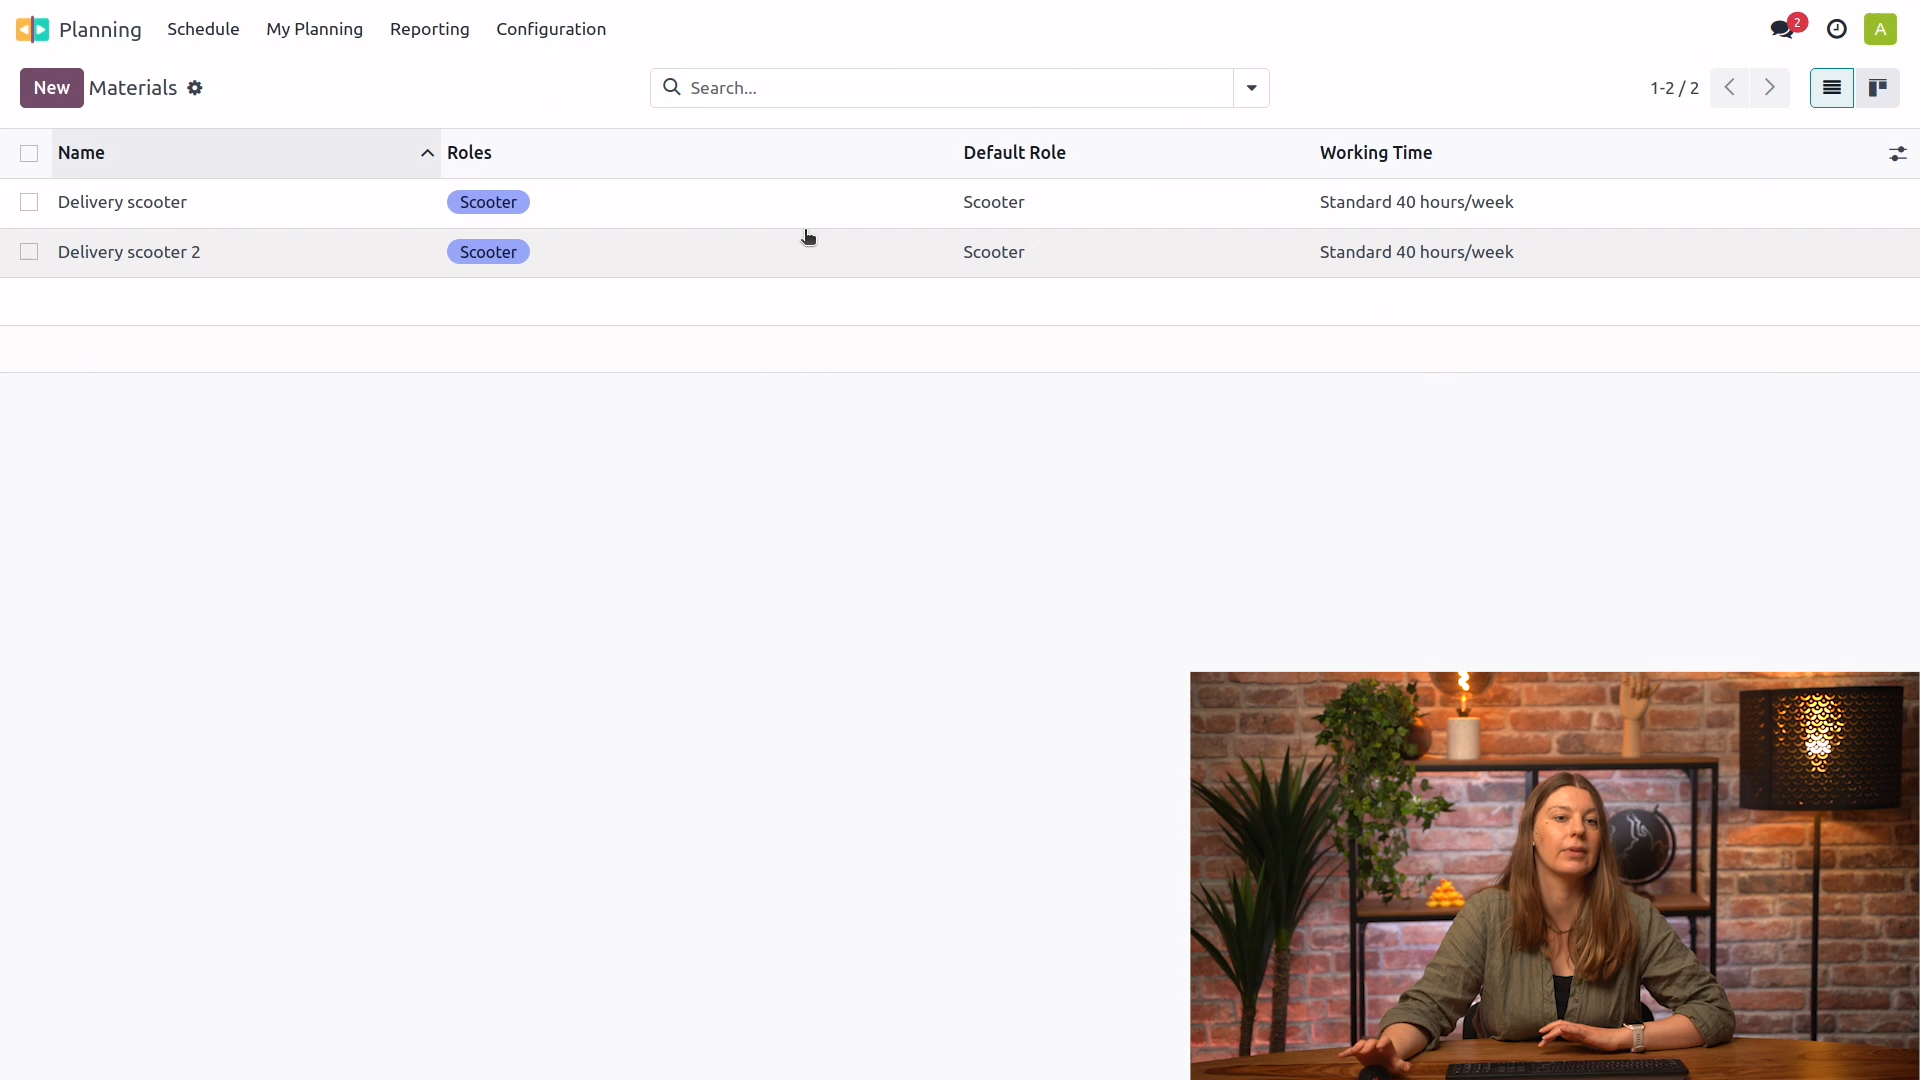 Planning Schedule My Planning Reporting Configuration 2 A
New Materials Search... 1-2 / 2
Name Roles Default Role Working Time
Delivery scooter Scooter Scooter Standard 40 hours/week
Delivery scooter 2 Scooter Scooter Standard 40 hours/week